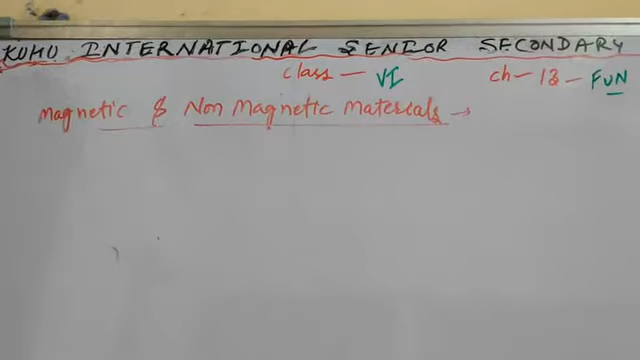 KUHU INTERNATIONAL SENIOR SECONDARY
class — VI ch - 13 - FUN
Magnetic & Non Magnetic Materials →